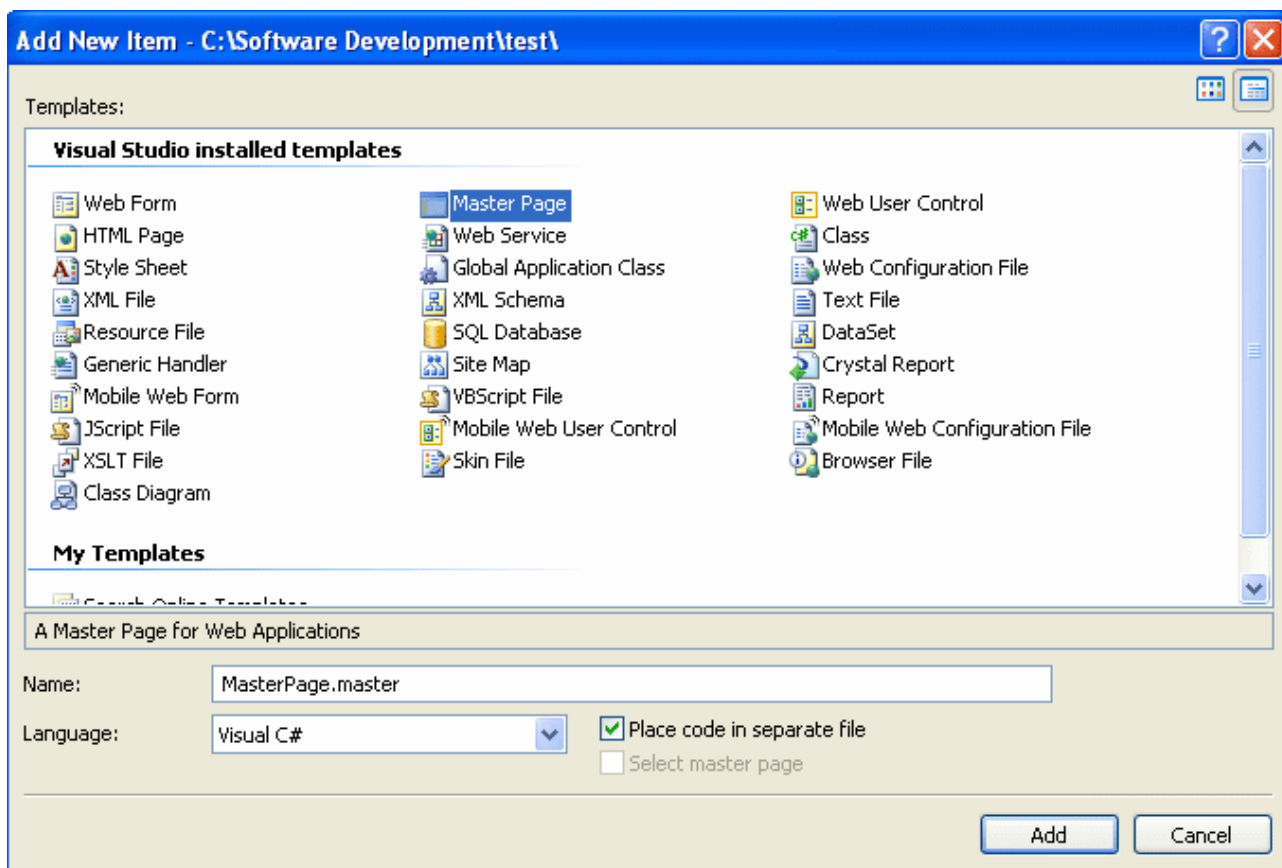 Add New Item - C:\Software Development\test\
Templates:
Visual Studio installed templates
Web Form Master Page Web User Control
HTML Page Web Service Class
Style Sheet Global Application Class Web Configuration File
XML File XML Schema Text File
Resource File SQL Database DataSet
Generic Handler Site Map Crystal Report
Mobile Web Form VBScript File Report
JScript File Mobile Web User Control Mobile Web Configuration File
XSLT File Skin File Browser File
Class Diagram
My Templates
Search Online Templates
A Master Page for Web Applications
Name: MasterPage.master
Language: Visual C# Place code in separate file
Select master page
Add Cancel